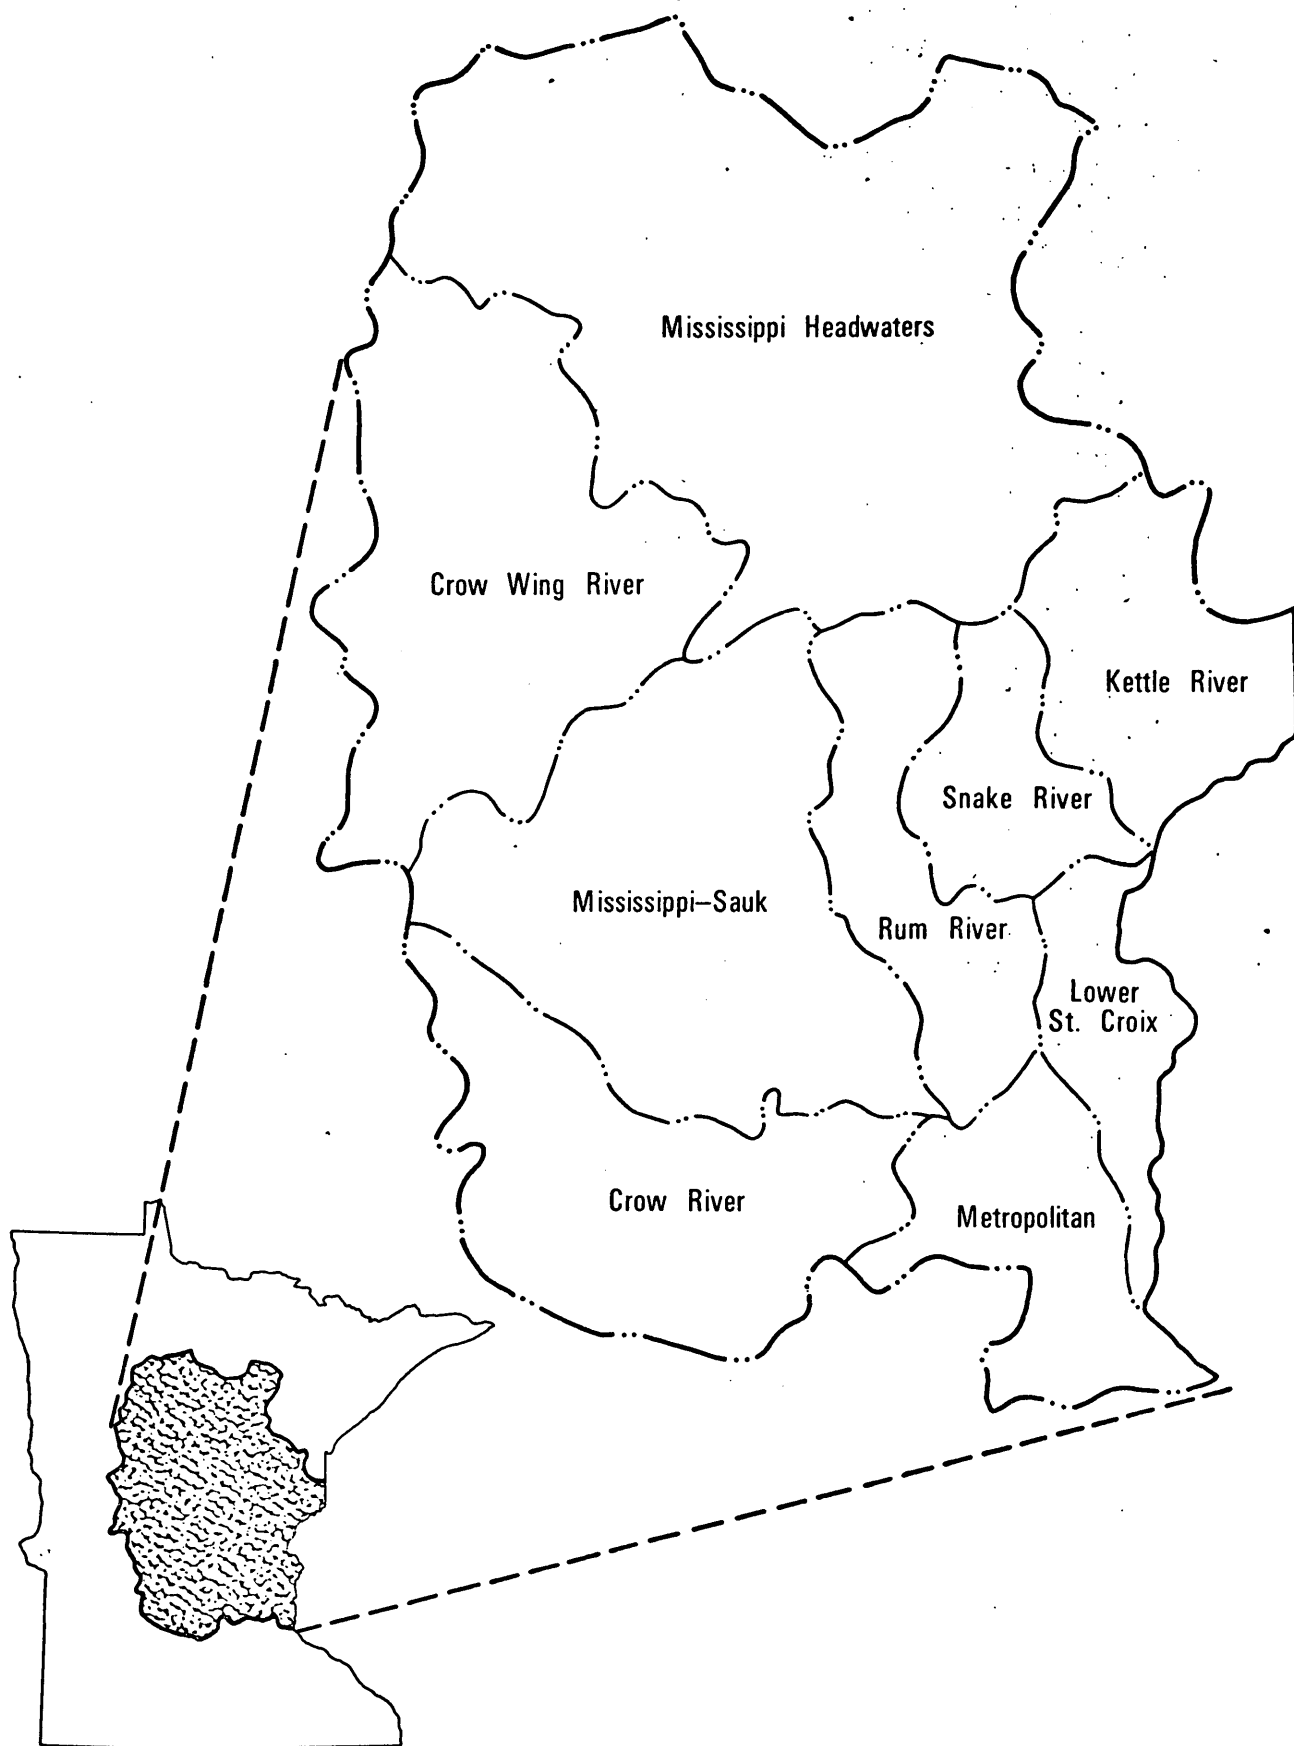 Mississippi Headwaters
Crow Wing River
Kettle River
Snake River
Mississippi–Sauk
Rum River
Lower
St. Croix
Crow River
Metropolitan